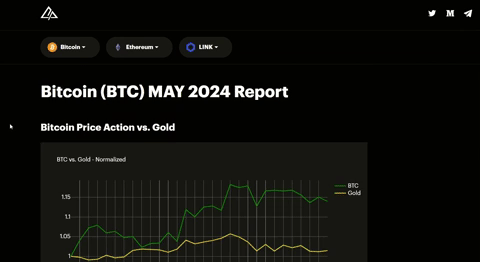 Bitcoin Ethereum LINK
Bitcoin (BTC) MAY 2024 Report
Bitcoin Price Action vs. Gold
BTC vs. Gold - Normalized
BTC
Gold
1.15
1.1
1.05
1